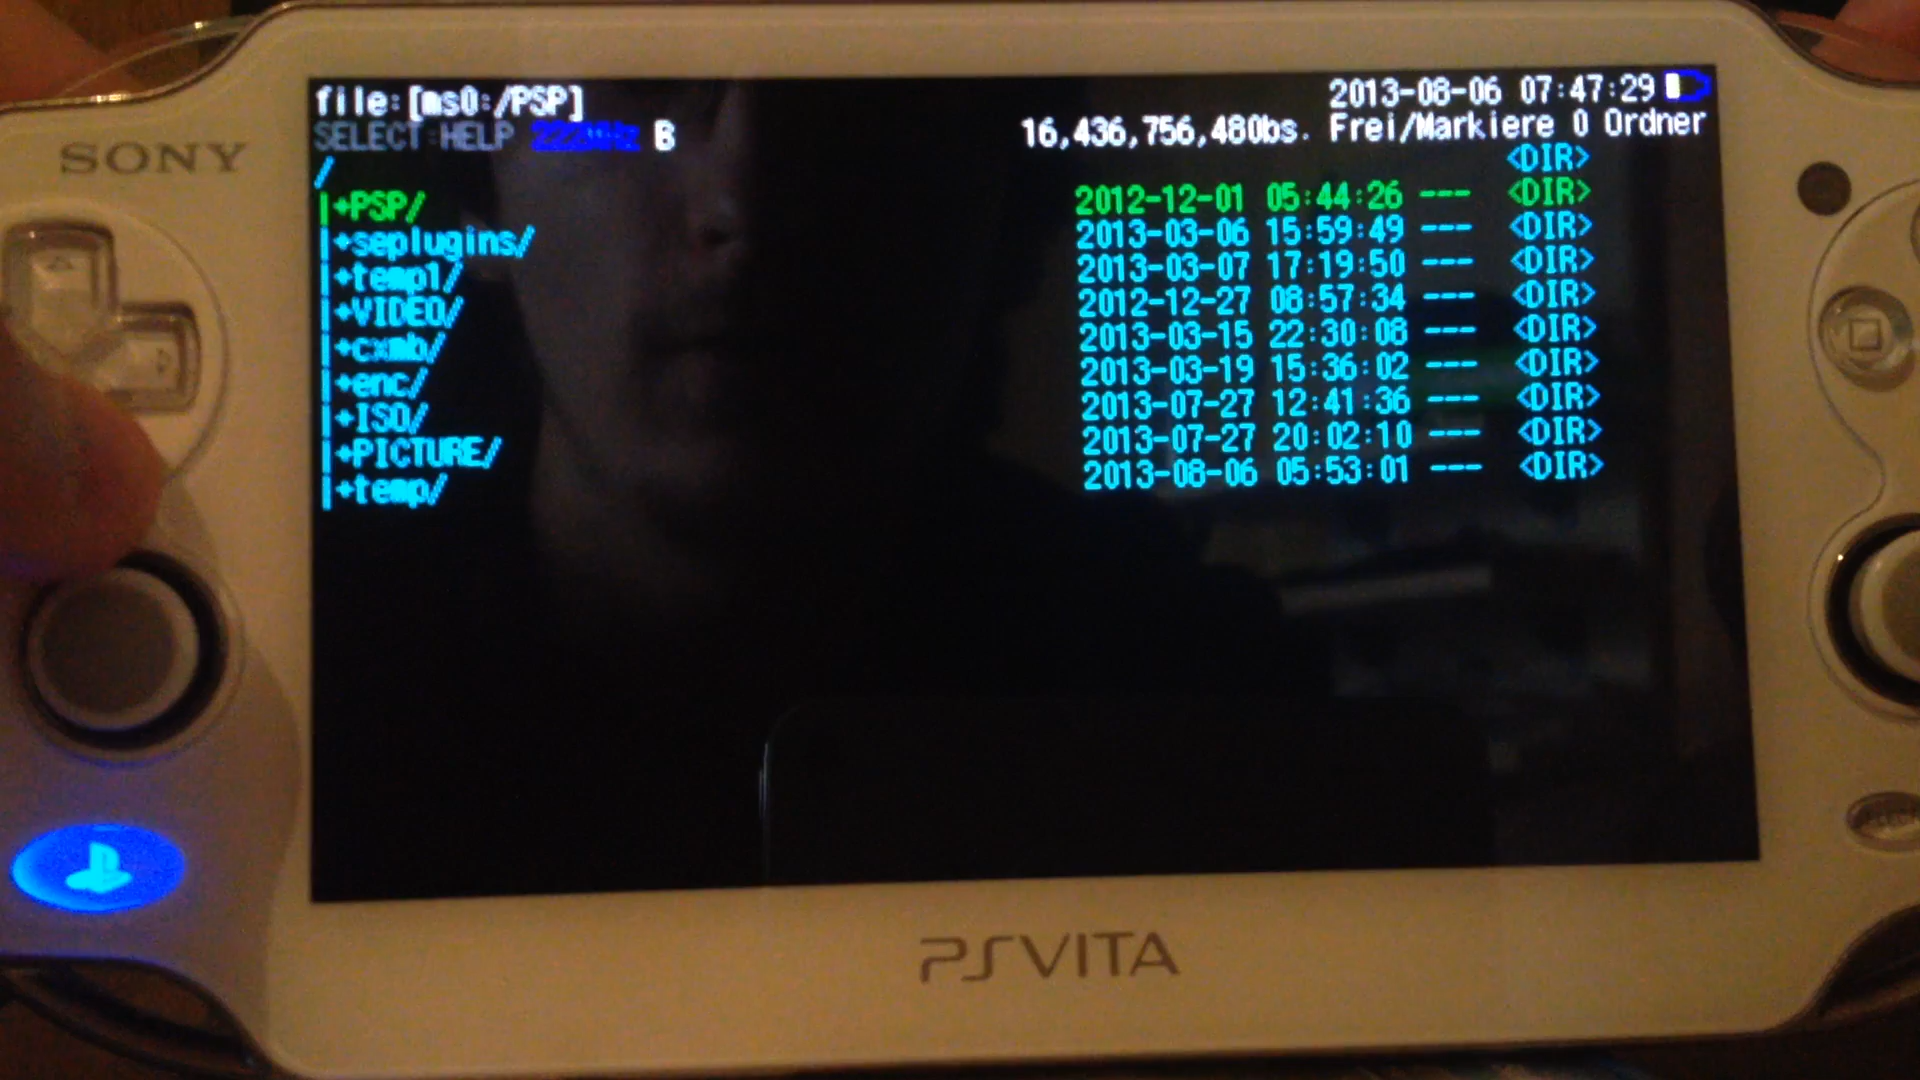 SONY
file:[ms0:/PSP]
2013-08-06 07:47:29
SELECT:HELP 222MHz B
16,436,756,480bs. Frei/Markiere 0 Ordner
/ <DIR>
|+PSP/ 2012-12-01 05:44:26 --- <DIR>
|+seplugins/ 2013-03-06 15:59:49 --- <DIR>
|+temp1/ 2013-03-07 17:19:50 --- <DIR>
|+VIDEO/ 2012-12-27 08:57:34 --- <DIR>
|+cxmb/ 2013-03-15 22:30:08 --- <DIR>
|+enc/ 2013-03-19 15:36:02 --- <DIR>
|+ISO/ 2013-07-27 12:41:36 --- <DIR>
|+PICTURE/ 2013-07-27 20:02:10 --- <DIR>
|+temp/ 2013-08-06 05:53:01 --- <DIR>
PSVITA